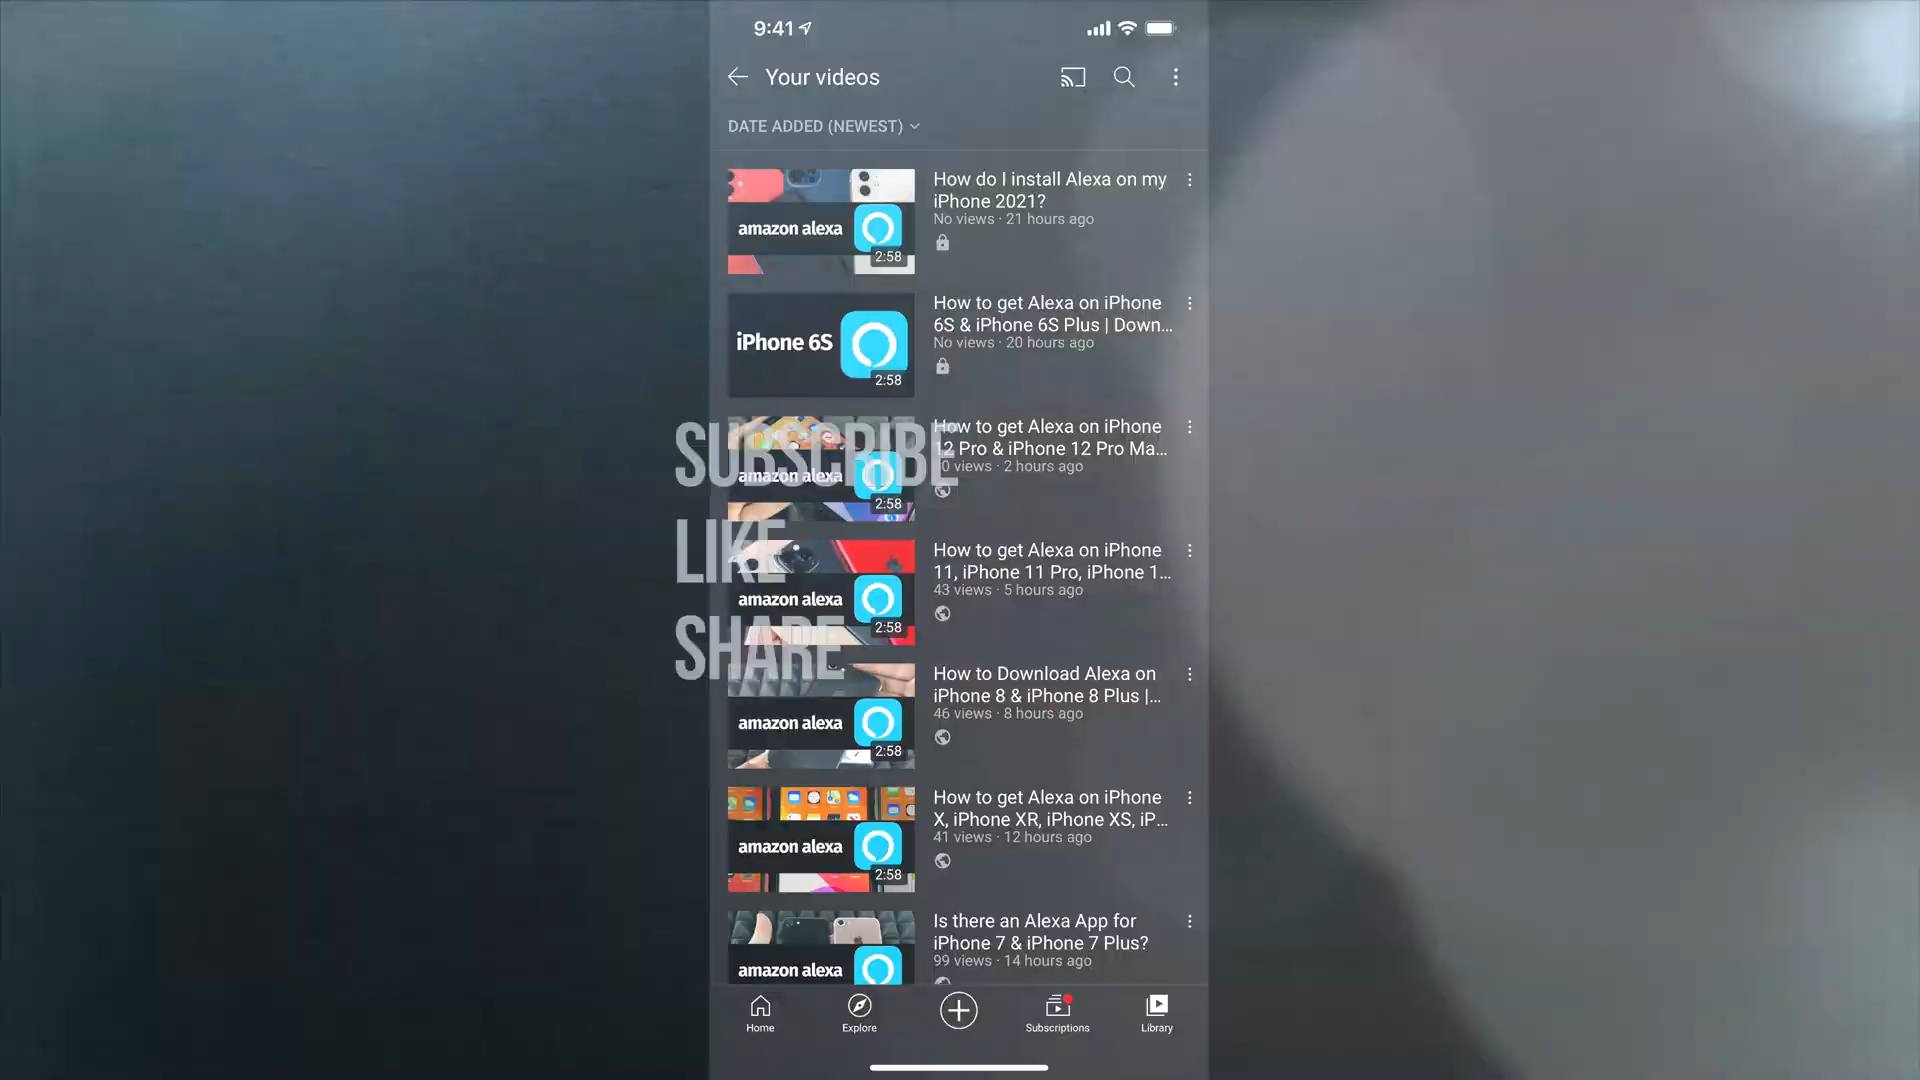 9:41
Your videos
DATE ADDED (NEWEST)
amazon alexa
2:58
How do I install Alexa on my
iPhone 2021?
No views · 21 hours ago
iPhone 6S
2:58
How to get Alexa on iPhone
6S & iPhone 6S Plus | Down...
No views · 20 hours ago
SUBSCRIBE
LIKE
SHARE
amazon alexa
2:58
How to get Alexa on iPhone
12 Pro & iPhone 12 Pro Ma...
views · 2 hours ago
amazon alexa
2:58
How to get Alexa on iPhone
11, iPhone 11 Pro, iPhone 1...
43 views · 5 hours ago
amazon alexa
2:58
How to Download Alexa on
iPhone 8 & iPhone 8 Plus |...
46 views · 8 hours ago
amazon alexa
2:58
How to get Alexa on iPhone
X, iPhone XR, iPhone XS, iP...
41 views · 12 hours ago
amazon alexa
Is there an Alexa App for
iPhone 7 & iPhone 7 Plus?
99 views · 14 hours ago
Home
Explore
Subscriptions
Library